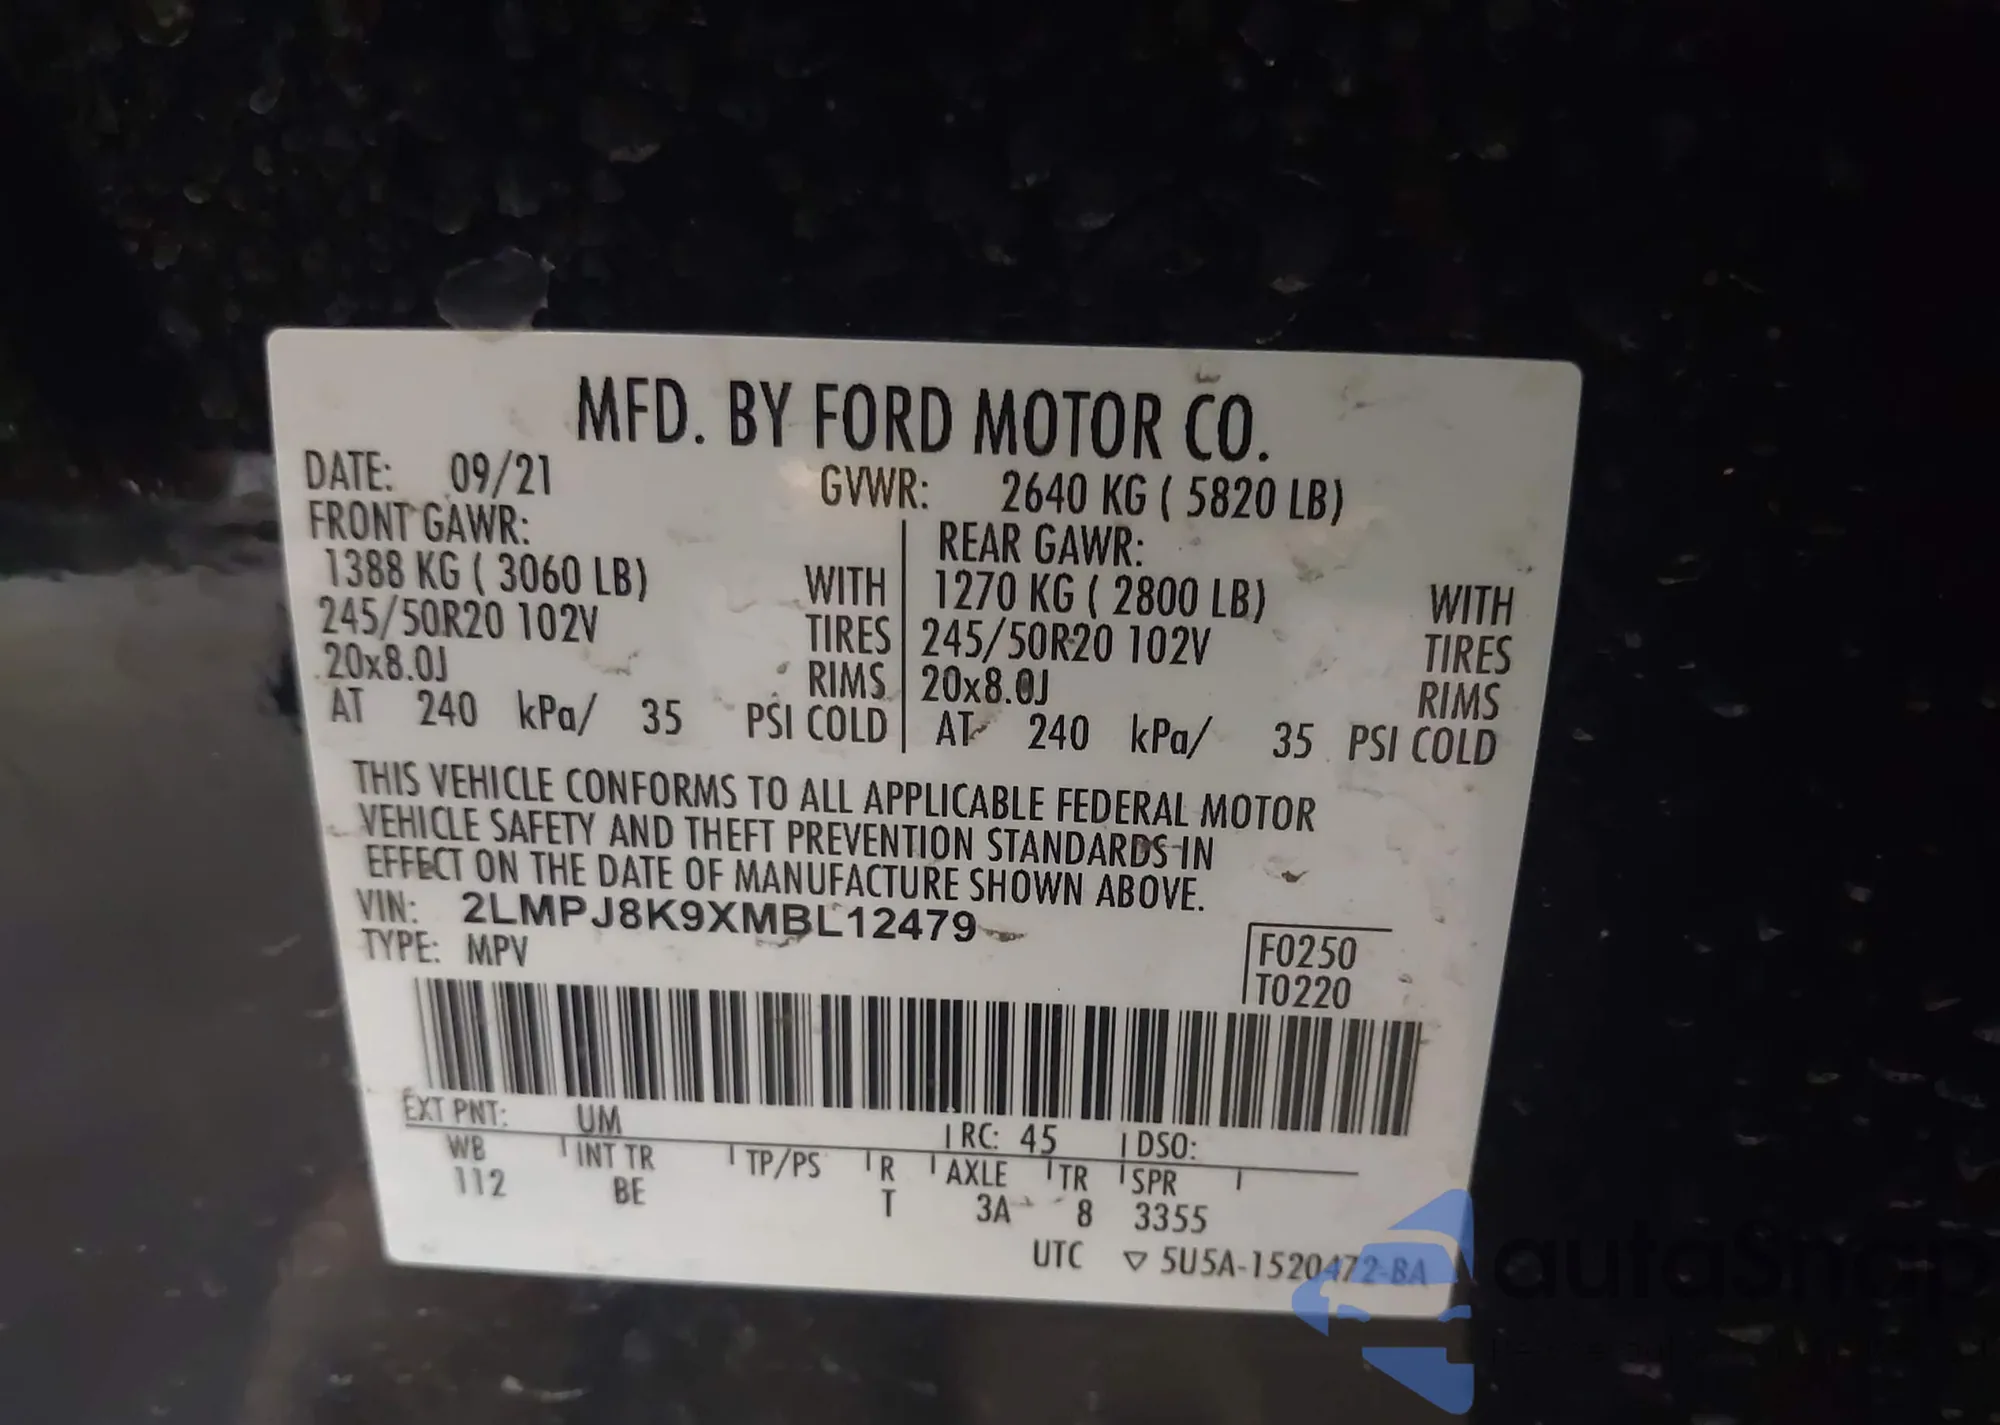 MFD. BY FORD MOTOR CO.
DATE: 09/21 GVWR: 2640 KG ( 5820 LB)
FRONT GAWR: REAR GAWR:
1388 KG ( 3060 LB) WITH 1270 KG ( 2800 LB) WITH
245/50R20 102V TIRES 245/50R20 102V TIRES
20x8.0J RIMS 20x8.0J RIMS
AT 240 kPa/ 35 PSI COLD AT 240 kPa/ 35 PSI COLD
THIS VEHICLE CONFORMS TO ALL APPLICABLE FEDERAL MOTOR
VEHICLE SAFETY AND THEFT PREVENTION STANDARDS IN
EFFECT ON THE DATE OF MANUFACTURE SHOWN ABOVE.
VIN: 2LMPJ8K9XMBL12479
TYPE: MPV
F0250
T0220
EXT PNT: UM RC: 45 DSO:
WB INT TR TP/PS R AXLE TR SPR
112 BE T 3A 8 3355
UTC ▽ 5U5A-1520472-BA
autaShop